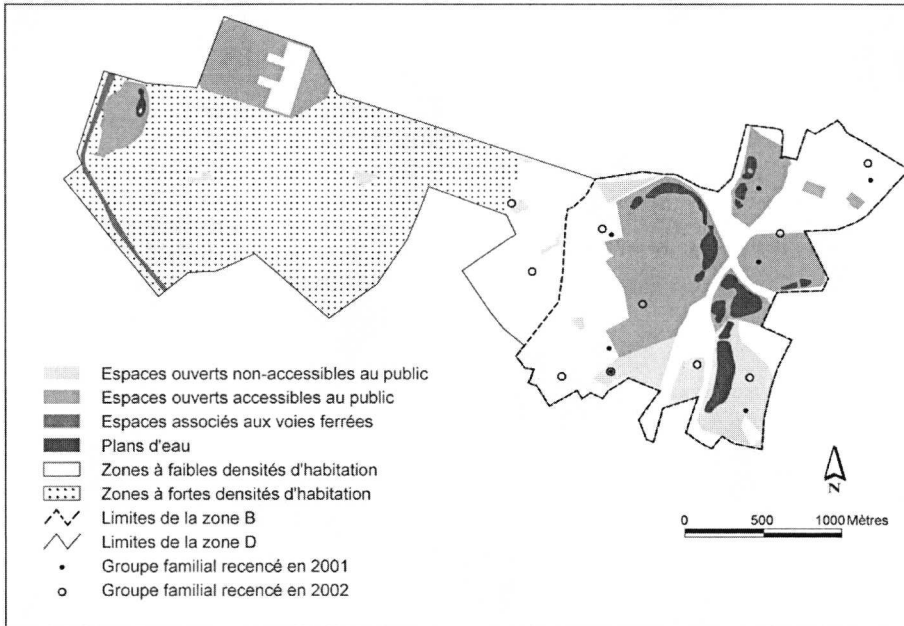 Espaces ouverts non-accessibles au public
Espaces ouverts accessibles au public
Espaces associés aux voies ferrées
Plans d'eau
Zones à faibles densités d'habitation
Zones à fortes densités d'habitation
Limites de la zone B
Limites de la zone D
Groupe familial recencé en 2001
Groupe familial recencé en 2002
N
0 500 1000 Mètres